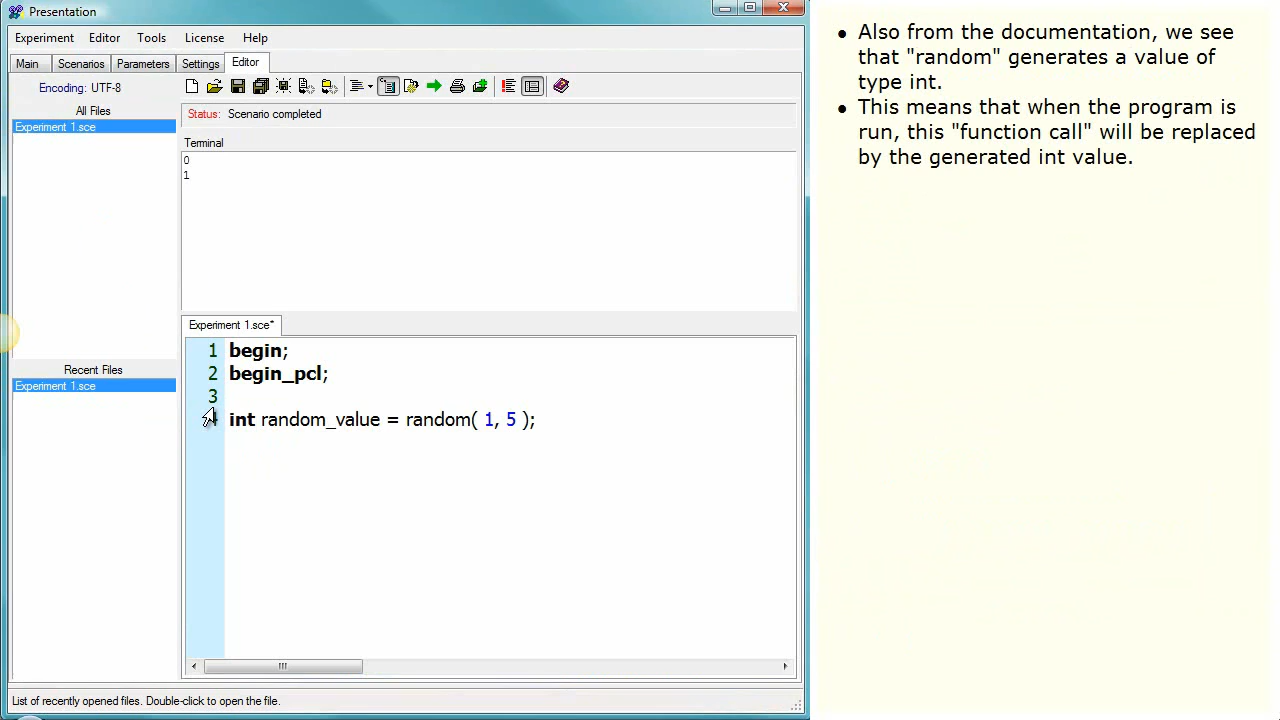 Presentation
Experiment Editor Tools License Help
Main Scenarios Parameters Settings Editor
Encoding: UTF-8
All Files
Experiment 1.sce
Status: Scenario completed
Terminal
0
1
Recent Files
Experiment 1.sce
Experiment 1.sce*
1 begin;
2 begin_pcl;
3
4 int random_value = random( 1, 5 );
List of recently opened files. Double-click to open the file.
• Also from the documentation, we see
that "random" generates a value of
type int.
• This means that when the program is
run, this "function call" will be replaced
by the generated int value.